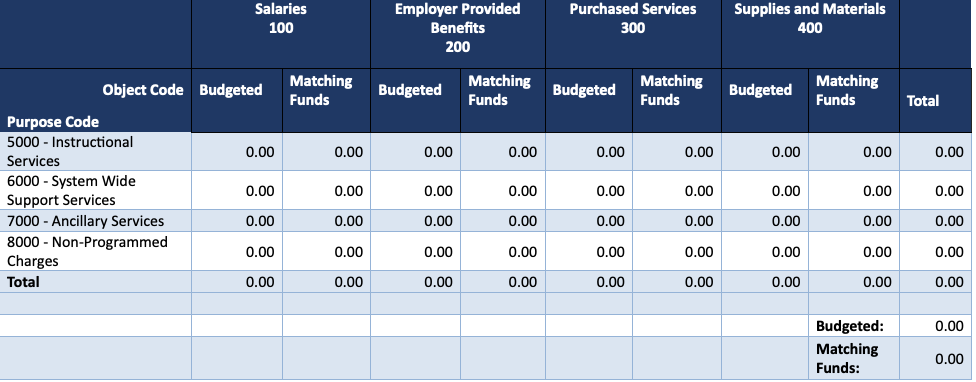 Salaries Employer Provided Purchased Services Supplies and Materials
100 Benefits 300 400
200
Object Code Budgeted Matching Funds Budgeted Matching Funds Budgeted Matching Funds Budgeted Matching Funds Total
Purpose Code
5000 - Instructional
Services 0.00 0.00 0.00 0.00 0.00 0.00 0.00 0.00 0.00
6000 - System Wide
Support Services 0.00 0.00 0.00 0.00 0.00 0.00 0.00 0.00 0.00
7000 - Ancillary Services 0.00 0.00 0.00 0.00 0.00 0.00 0.00 0.00 0.00
8000 - Non-Programmed
Charges 0.00 0.00 0.00 0.00 0.00 0.00 0.00 0.00 0.00
Total 0.00 0.00 0.00 0.00 0.00 0.00 0.00 0.00 0.00
Budgeted: 0.00
Matching
Funds: 0.00